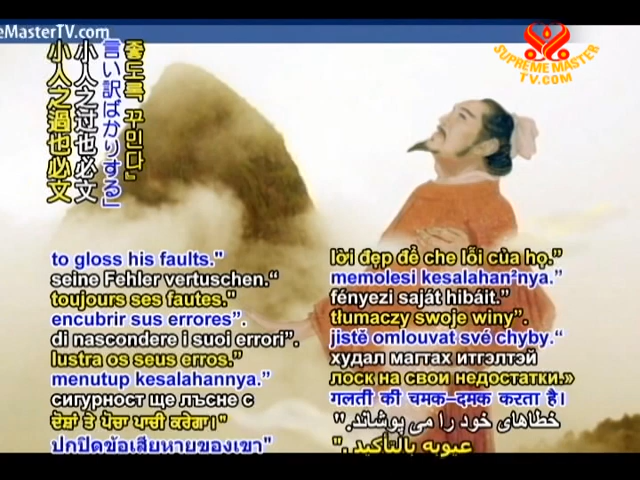 eMasterTV.com
SUPREME MASTER
TV.COM
좋도록 꾸민다』
言い訳ばかりする」
小人之过也必文
小人之過也必文
to gloss his faults."
seine Fehler vertuschen.“
toujours ses fautes."
encubrir sus errores”.
di nascondere i suoi errori”.
lustra os seus erros.”
menutup kesalahannya.”
сигурност ще лъсне с
ਦੋਸ਼ਾਂ ਤੇ ਪੋਚਾ ਪਾਚੀ ਕਰੇਗਾ।"
ปกปิดข้อเสียหายของเขา"
lời đẹp để che lỗi của họ.”
memolesi kesalahan²nya.”
fényezi saját hibáit.”
tłumaczy swoje winy”.
jistě omlouvat své chyby.“
худал магтах итгэлтэй
лоск на свои недостатки.»
गलती की चमक-दमक करता है।
خطاهای خود را می پوشاند."
عيوبه بالتأكيد."